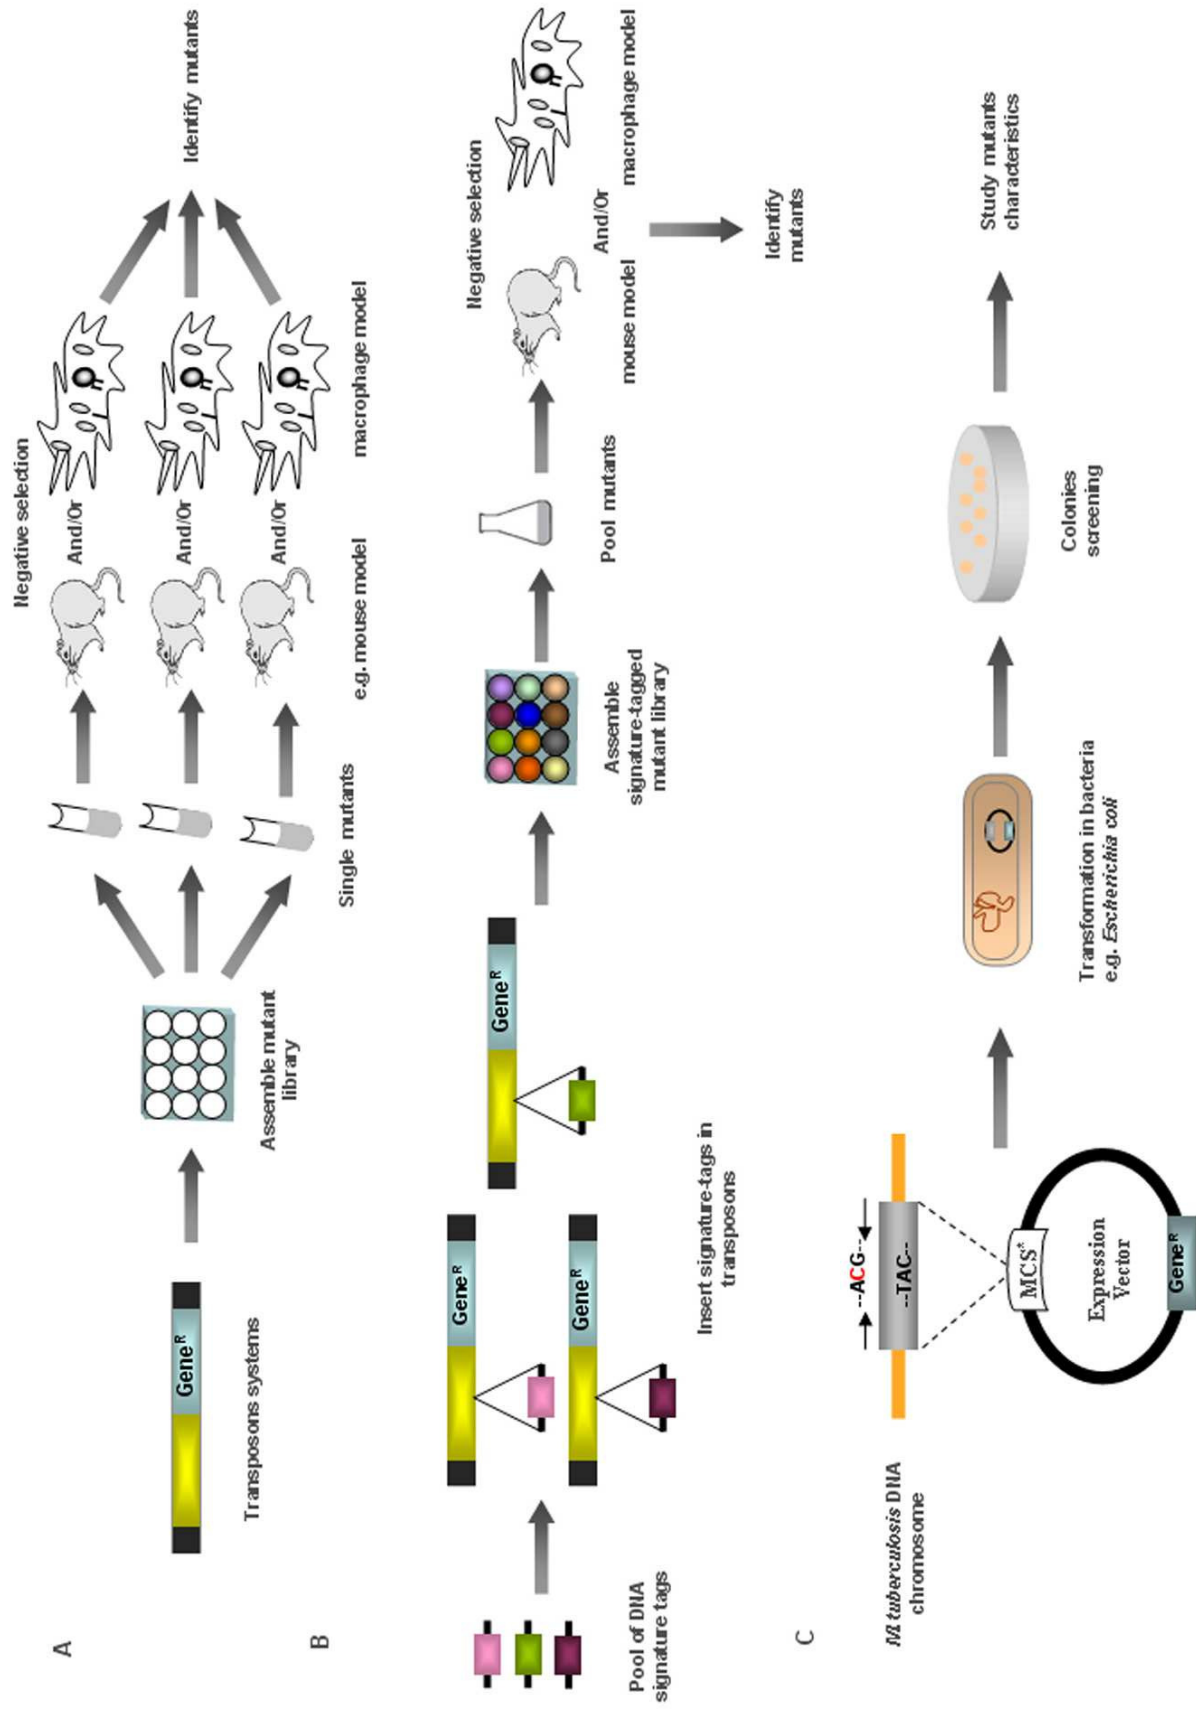 A
Negative selection
And/Or
And/Or
And/Or
Gene^R
Transposons systems
Assemble mutant
library
Single mutants
e.g. mouse model
macrophage model
Identify mutants
B
Pool of DNA
signature tags
Gene^R
Gene^R
Gene^R
Insert signature-tags in
transposons
Assemble
signature-tagged
mutant library
Pool mutants
Negative selection
mouse model
And/Or
macrophage model
Identify
mutants
C
M. tuberculosis DNA
chromosome
--ACG--
--TAC--
MCS*
Expression
Vector
Gene^R
Transformation in bacteria
e.g. Escherichia coli
Colonies
screening
Study mutants
characteristics